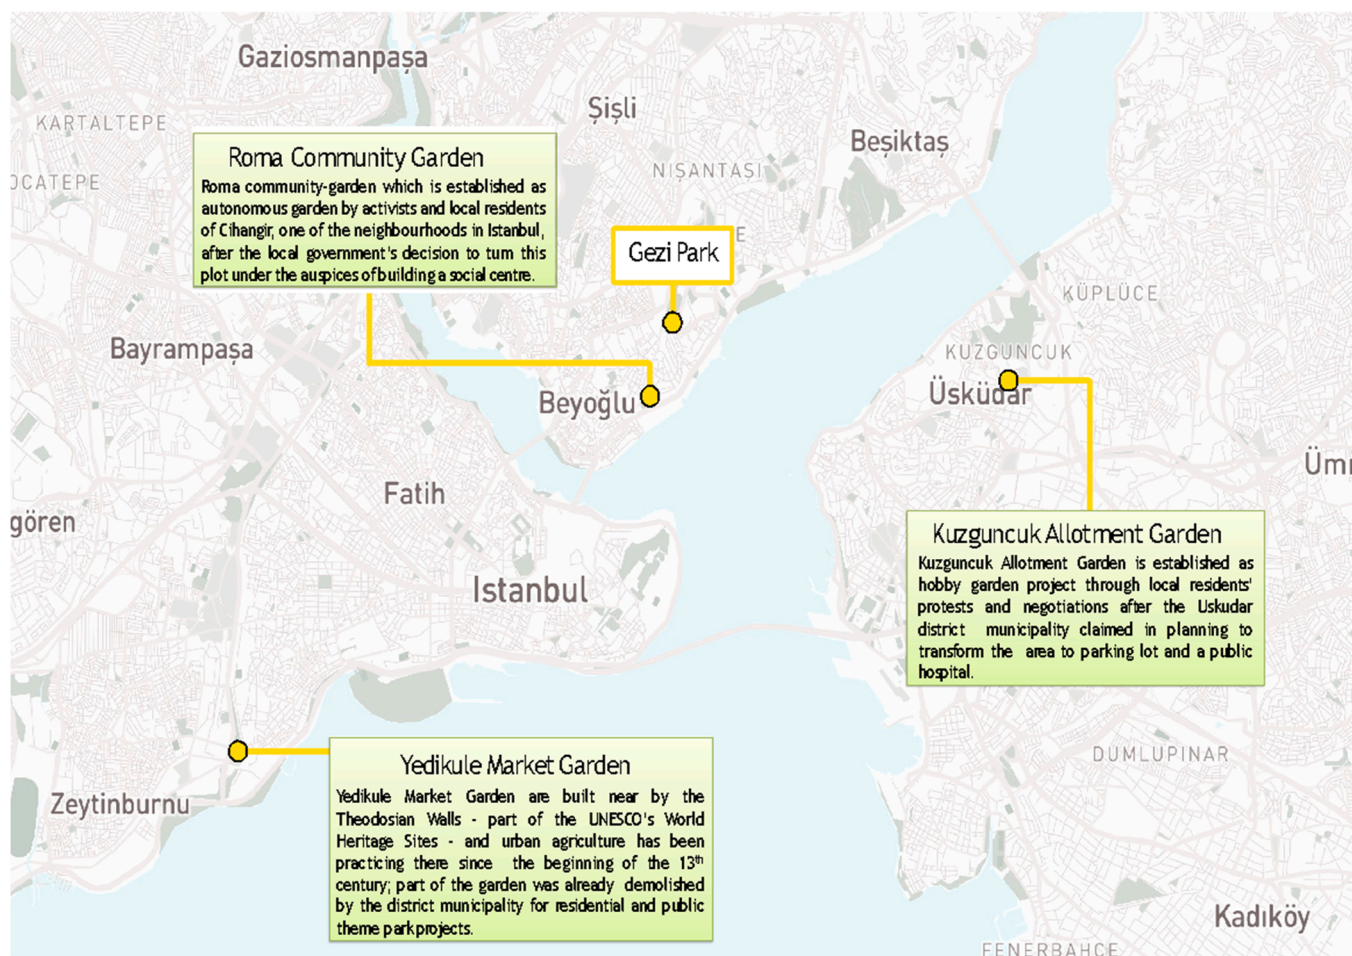 Gaziosmanpaşa
Şişli
KARTALTEPE
Beşiktaş
Roma Community Garden
Roma community-garden which is established as
autonomous garden by activists and local residents
of Cihangir, one of the neighbourhoods in Istanbul,
after the local government's decision to turn this
plot under the auspices of building a social centre.
NIŞANTASI
OCATEPE
E
Gezi Park
KÜPLÜCE
Bayrampaşa
KUZGUNCUK
Üsküdar
Beyoğlu
Ümr
Fatih
gören
Kuzguncuk Allotment Garden
Kuzguncuk Allotment Garden is established as
hobby garden project through local residents'
protests and negotiations after the Uskudar
district municipality claimed in planning to
transform the area to parking lot and a public
hospital.
Istanbul
DUMLUPINAR
Yedikule Market Garden
Yedikule Market Garden are built near by the
Theodosian Walls - part of the UNESCO's World
Heritage Sites - and urban agriculture has been
practicing there since the beginning of the 13th
century; part of the garden was already demolished
by the district municipality for residential and public
theme park projects.
Zeytinburnu
Kadıköy
FENERBAHCE